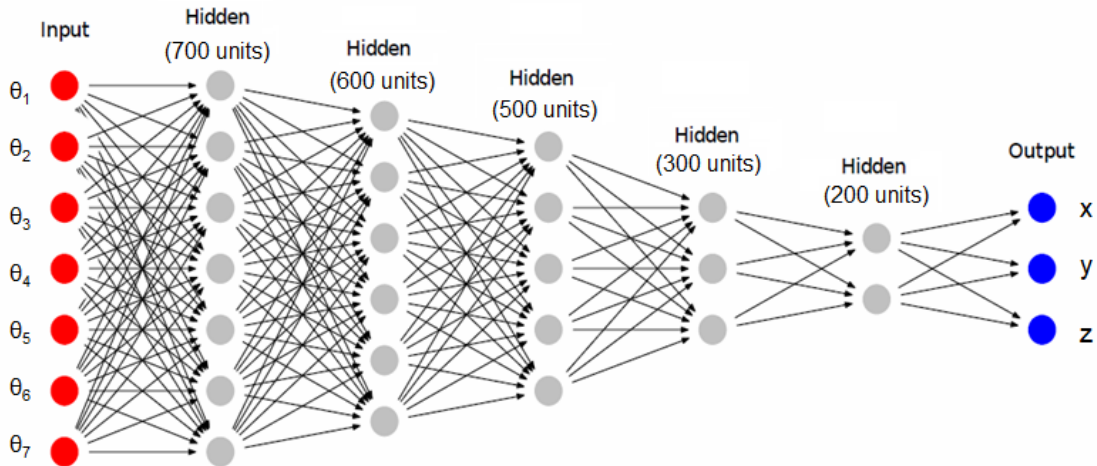 Input
θ1
θ2
θ3
θ4
θ5
θ6
θ7
Hidden
(700 units)
Hidden
(600 units)
Hidden
(500 units)
Hidden
(300 units)
Hidden
(200 units)
Output
x
y
z